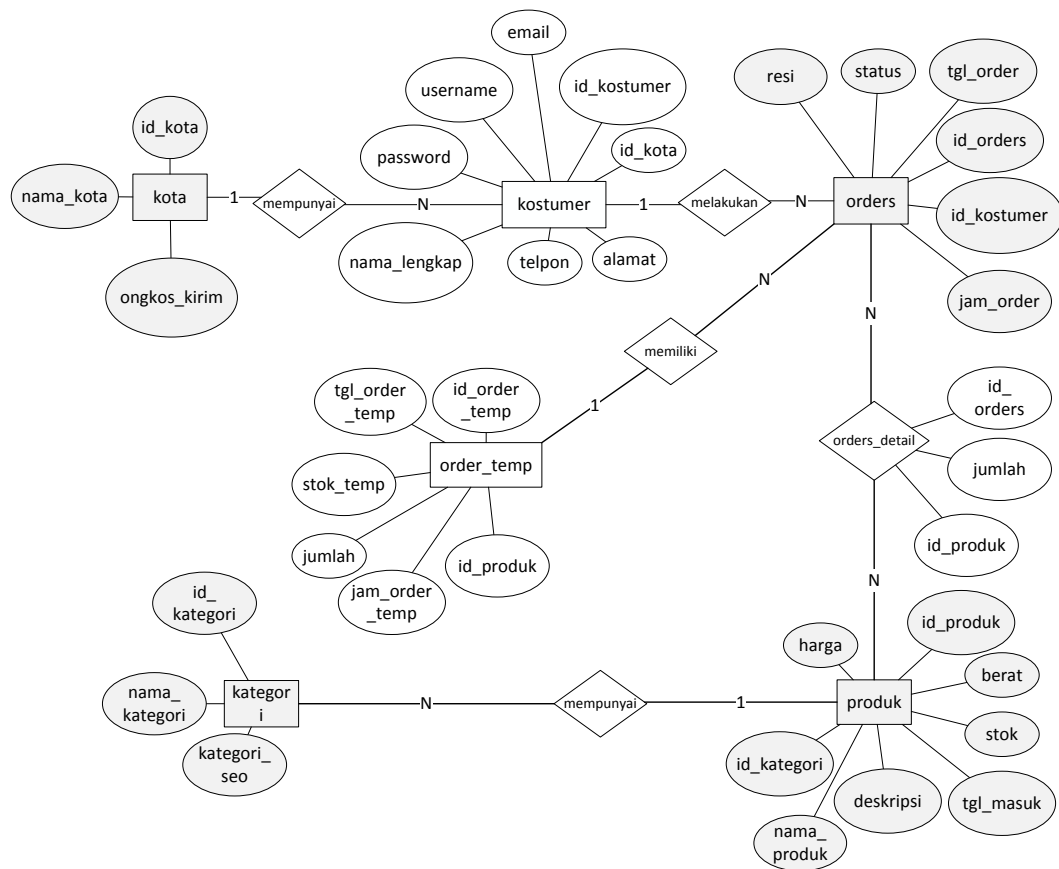 email
resi
status
tgl_order
username
id_kostumer
id_kota
password
id_kota
id_orders
nama_kota
kota
1
mempunyai
N
kostumer
1
melakukan
N
orders
id_kostumer
ongkos_kirim
nama_lengkap
telpon
alamat
jam_order
N
N
memiliki
1
tgl_order
_temp
id_order
_temp
id_
orders
orders_detail
jumlah
order_temp
stok_temp
jumlah
jam_order
_temp
id_produk
id_produk
N
id_
kategori
harga
id_produk
nama_
kategori
kategor
i
N
mempunyai
1
produk
berat
stok
kategori_
seo
id_kategori
deskripsi
tgl_masuk
nama_
produk